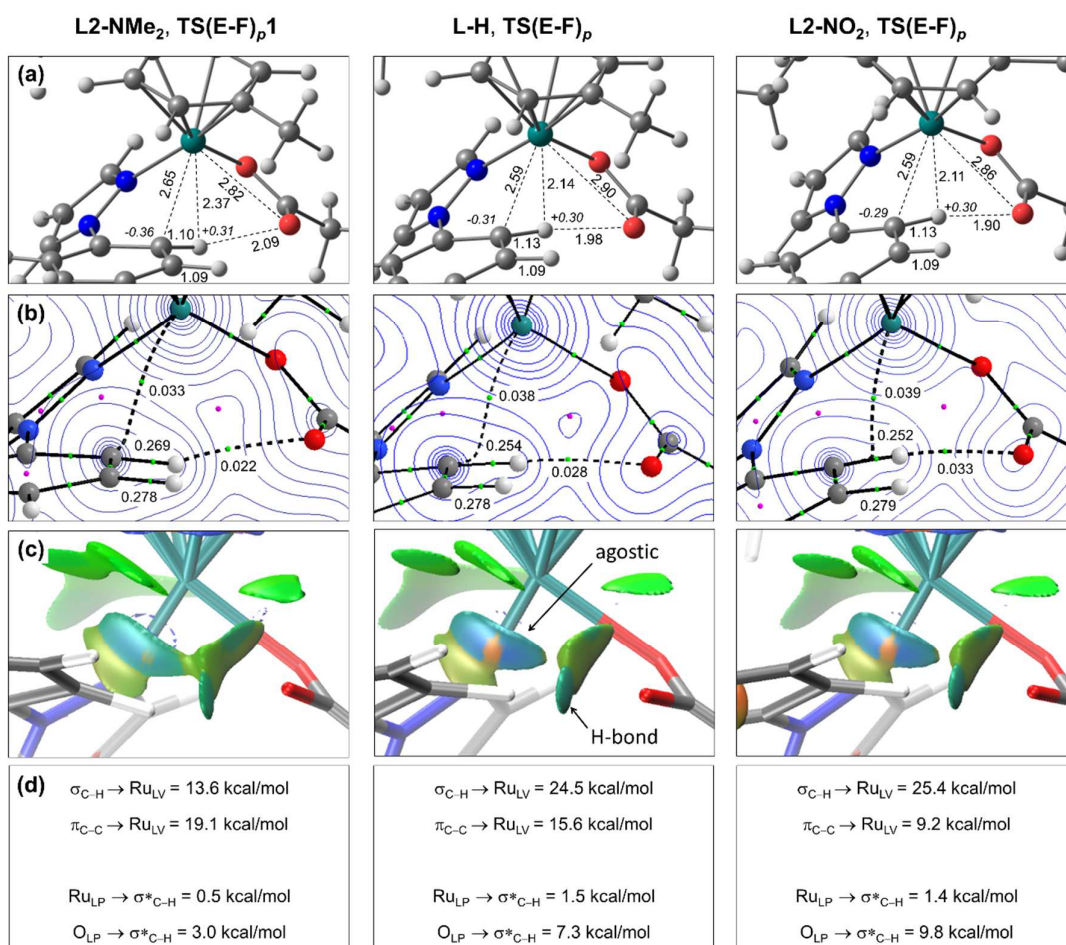 L2-NMe₂, TS(E-F)ₚ1
L-H, TS(E-F)ₚ
L2-NO₂, TS(E-F)ₚ
(a)
2.65
2.82
2.37
-0.36
1.10
+0.31
2.09
1.09
2.59
2.90
2.14
-0.31
+0.30
1.13
1.98
1.09
2.59
2.86
2.11
-0.29
+0.30
1.13
1.90
1.09
(b)
0.033
0.269
0.022
0.278
0.038
0.254
0.028
0.278
0.039
0.252
0.033
0.279
(c)
agostic
H-bond
(d)
σC–H → RuLV = 13.6 kcal/mol
πC–C → RuLV = 19.1 kcal/mol
RuLP → σ*C–H = 0.5 kcal/mol
OLP → σ*C–H = 3.0 kcal/mol
σC–H → RuLV = 24.5 kcal/mol
πC–C → RuLV = 15.6 kcal/mol
RuLP → σ*C–H = 1.5 kcal/mol
OLP → σ*C–H = 7.3 kcal/mol
σC–H → RuLV = 25.4 kcal/mol
πC–C → RuLV = 9.2 kcal/mol
RuLP → σ*C–H = 1.4 kcal/mol
OLP → σ*C–H = 9.8 kcal/mol